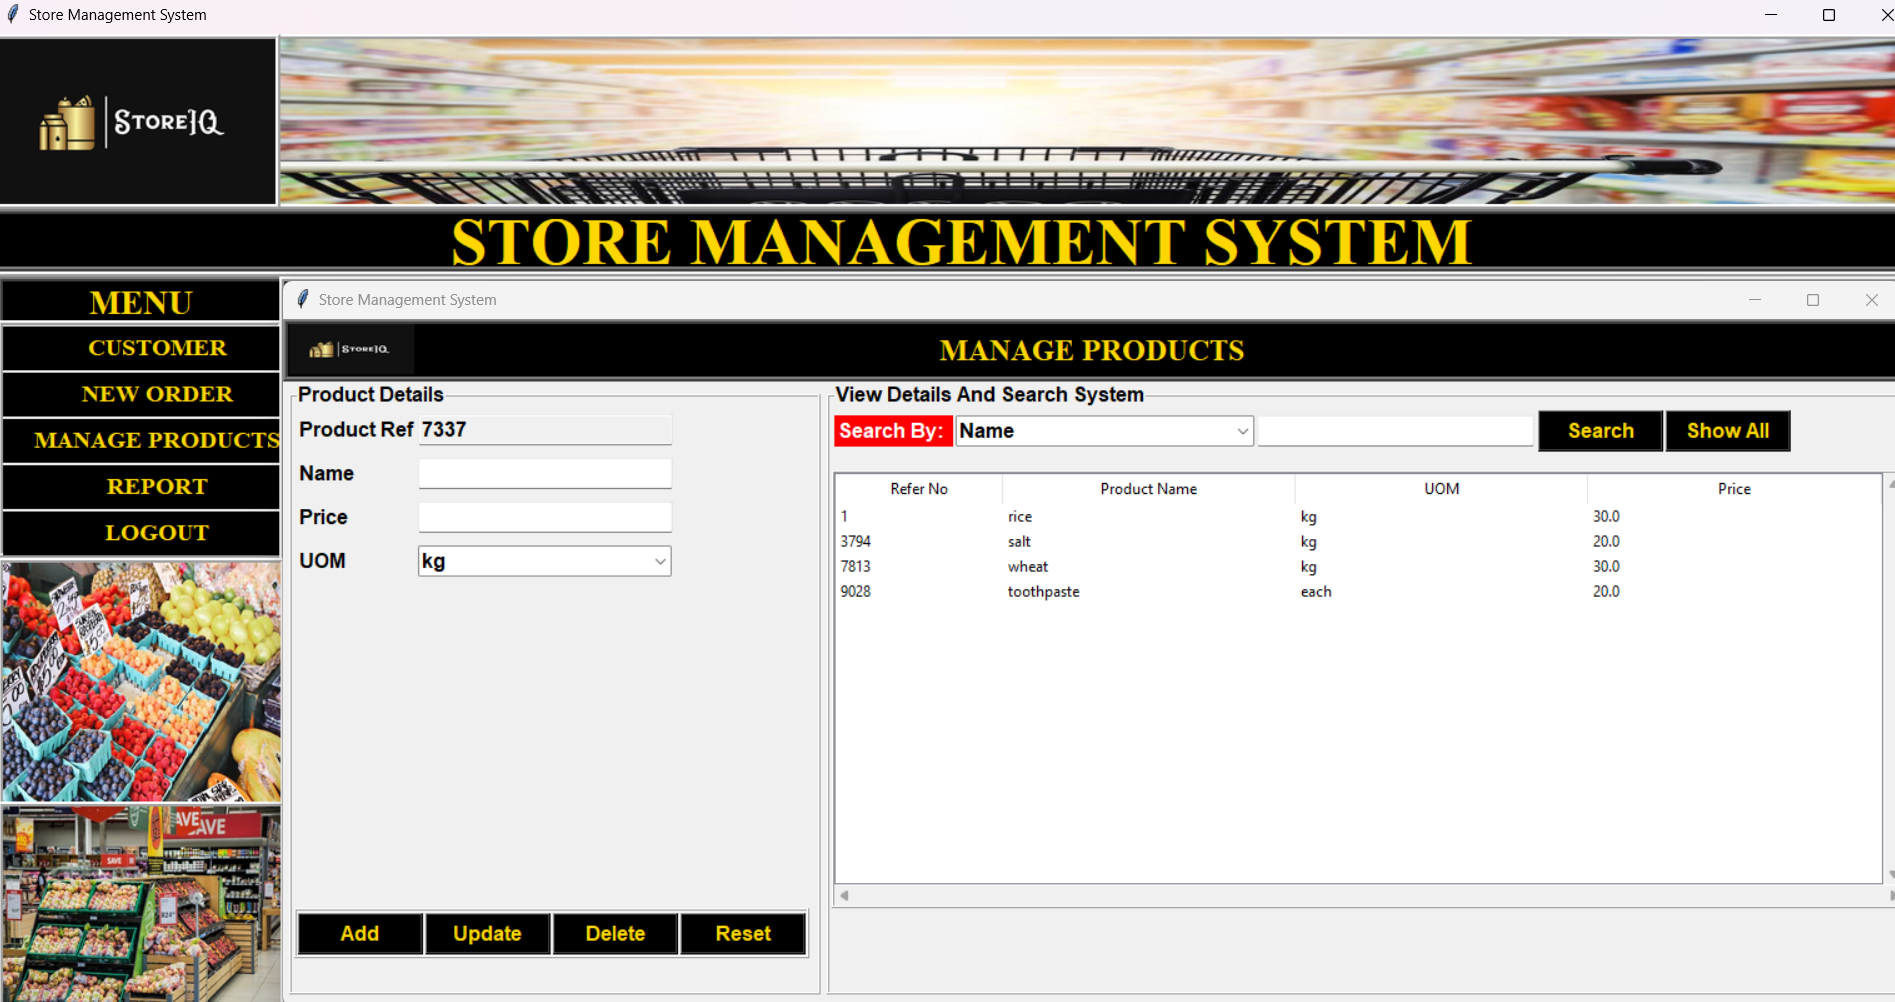 Store Management System
STOREIQ
STORE MANAGEMENT SYSTEM
MENU
CUSTOMER
NEW ORDER
MANAGE PRODUCTS
REPORT
LOGOUT
Store Management System
STOREIQ
MANAGE PRODUCTS
Product Details
Product Ref 7337
Name
Price
UOM kg
Add Update Delete Reset
View Details And Search System
Search By: Name Search Show All
Refer No Product Name UOM Price
1 rice kg 30.0
3794 salt kg 20.0
7813 wheat kg 30.0
9028 toothpaste each 20.0
SAVE
SAVE